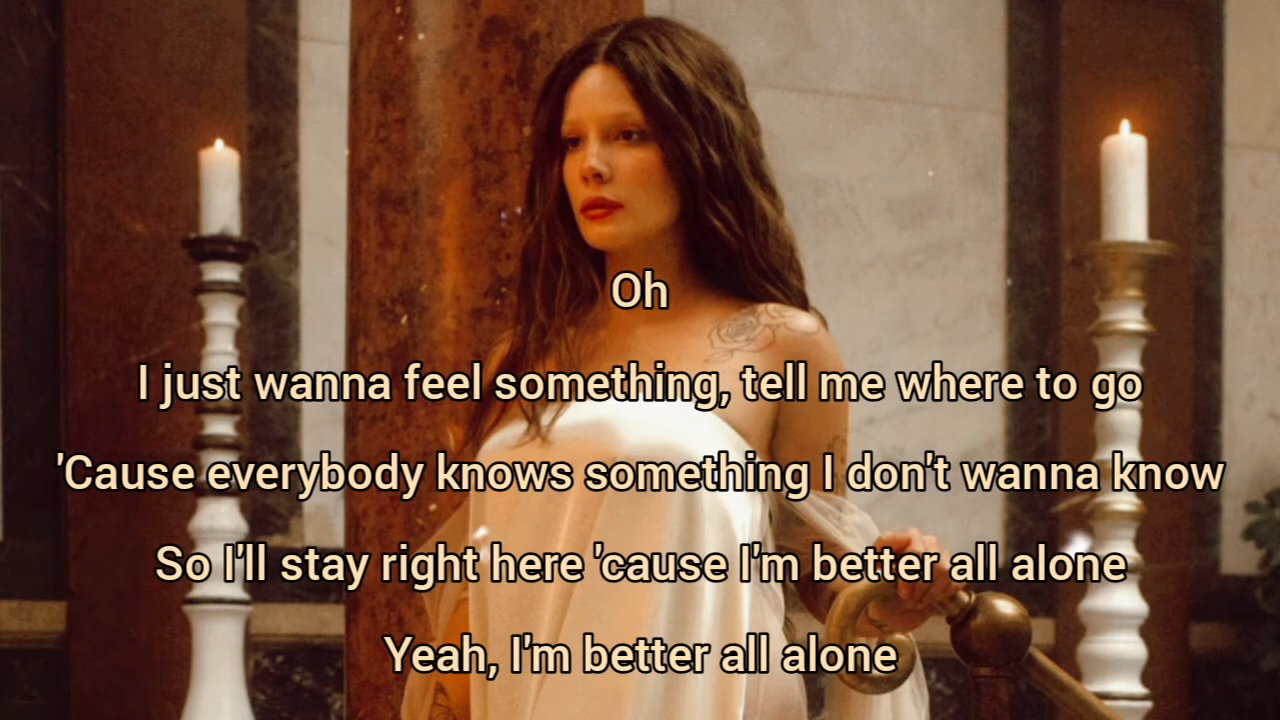 Oh
I just wanna feel something, tell me where to go
'Cause everybody knows something I don't wanna know
So I'll stay right here 'cause I'm better all alone
Yeah, I'm better all alone